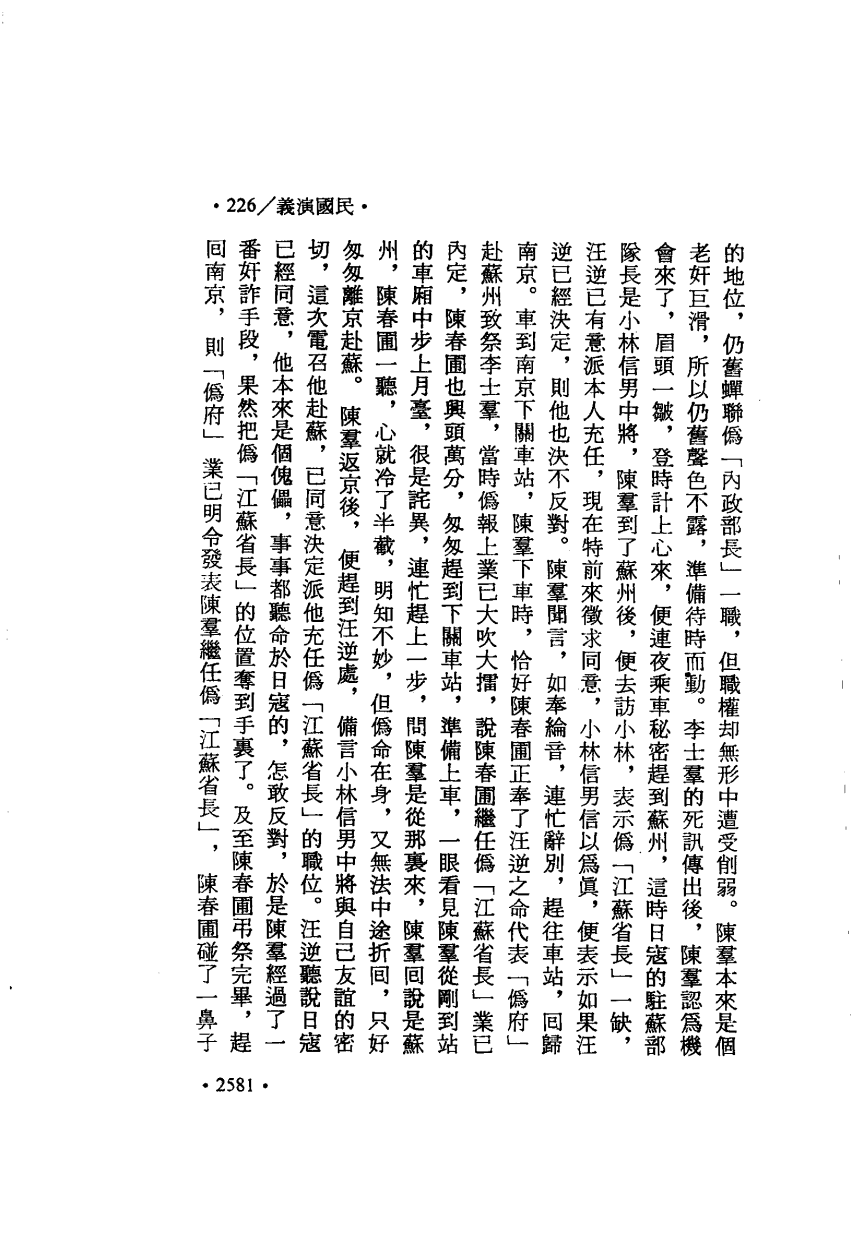 •226/義演國民•
的地位，仍舊蟬聯僞「內政部長」一職，但職權却無形中遭受削弱。陳羣本來是個
老奸巨滑，所以仍舊聲色不露，準備待時而動。李士羣的死訊傳出後，陳羣認爲機
會來了，眉頭一皺，登時計上心來，便連夜乘車秘密趕到蘇州，這時日寇的駐蘇部
隊長是小林信男中將，陳羣到了蘇州後，便去訪小林，表示僞「江蘇省長」一缺，
汪逆已有意派本人充任，現在特前來徵求同意，小林信男信以爲眞，便表示如果汪
逆已經決定，則他也決不反對。陳羣聞言，如奉綸音，連忙辭別，趕往車站，回歸
南京。車到南京下關車站，陳羣下車時，恰好陳春圃正奉了汪逆之命代表「僞府」
赴蘇州致祭李士羣，當時僞報上業已大吹大擂，說陳春圃繼任僞「江蘇省長」業已
內定，陳春圃也興頭萬分，匆匆趕到下關車站，準備上車，一眼看見陳羣從剛到站
的車廂中步上月臺，很是詫異，連忙趕上一步，問陳羣是從那裏來，陳羣回說是蘇
州，陳春圃一聽，心就冷了半截，明知不妙，但僞命在身，又無法中途折回，只好
匆匆離京赴蘇。陳羣返京後，便趕到汪逆處，備言小林信男中將與自己友誼的密
切，這次電召他赴蘇，已同意決定派他充任僞「江蘇省長」的職位。汪逆聽說日寇
已經同意，他本來是個傀儡，事事都聽命於日寇的，怎敢反對，於是陳羣經過了一
番奸詐手段，果然把僞「江蘇省長」的位置奪到手裏了。及至陳春圃弔祭完畢，趕
回南京，則「僞府」業已明令發表陳羣繼任僞「江蘇省長」，陳春圃碰了一鼻子
•2581•